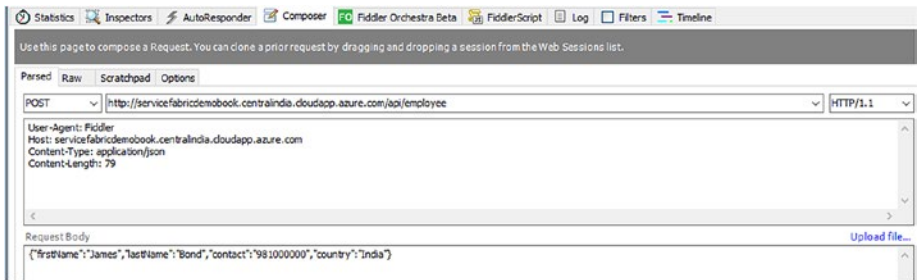 Statistics Inspectors AutoResponder Composer FO Fiddler Orchestra Beta FiddlerScript Log Filters Timeline
Use this page to compose a Request. You can clone a prior request by dragging and dropping a session from the Web Sessions list.
Parsed Raw Scratchpad Options
POST http://servicefabricdemobook.centralindia.cloudapp.azure.com/api/employee HTTP/1.1
User-Agent: Fiddler
Host: servicefabricdemobook.centralindia.cloudapp.azure.com
Content-Type: application/json
Content-Length: 79
Request Body Upload file...
{"firstName":"James","lastName":"Bond","contact":"981000000","country":"India"}